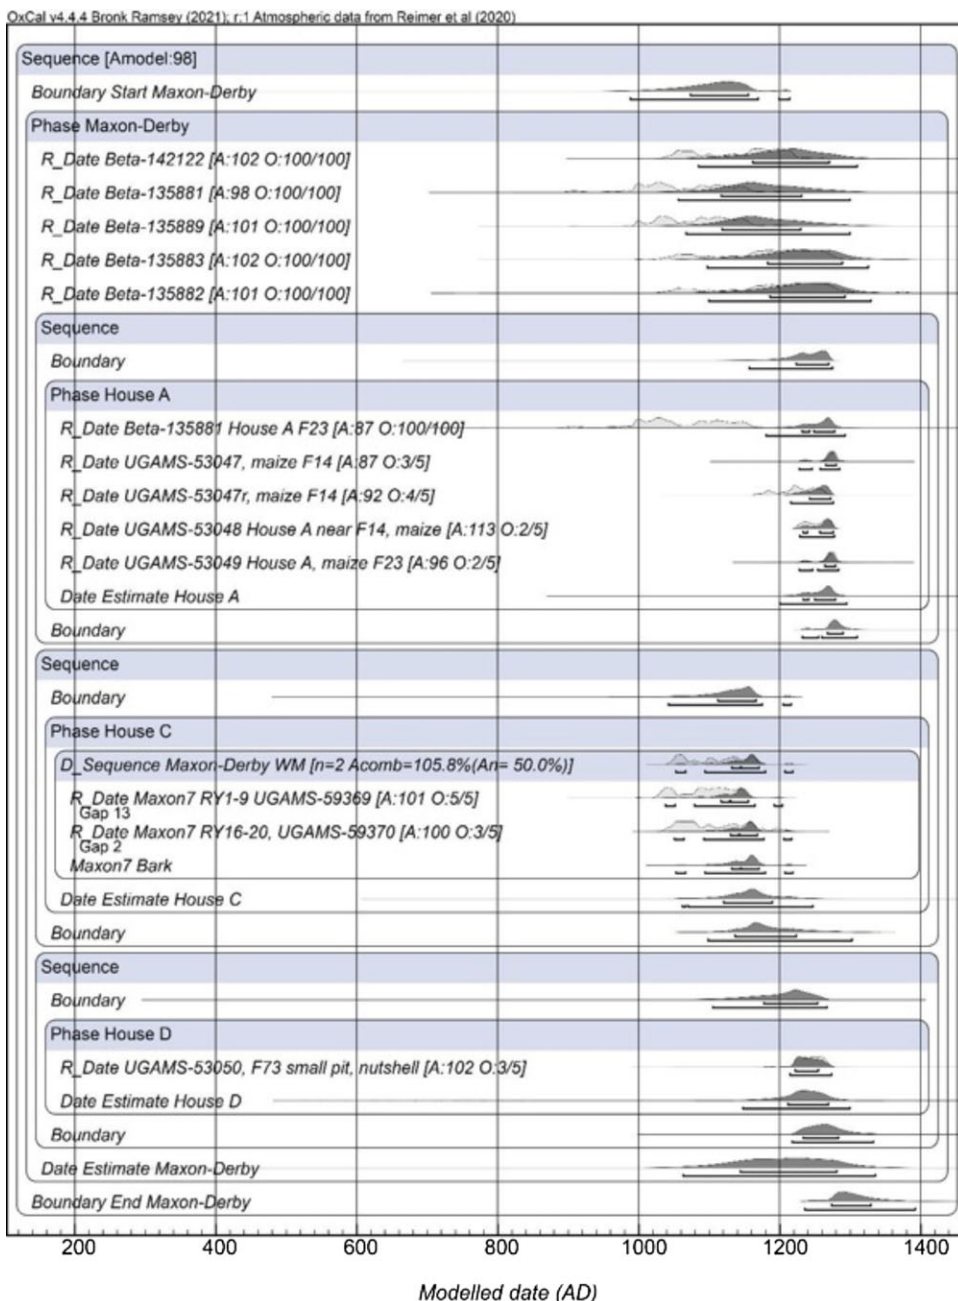 OxCal v4.4.4 Bronk Ramsey (2021); r:1 Atmospheric data from Reimer et al (2020)
Sequence [Amodel:98]
Boundary Start Maxon-Derby
Phase Maxon-Derby
R_Date Beta-142122 [A:102 O:100/100]
R_Date Beta-135881 [A:98 O:100/100]
R_Date Beta-135889 [A:101 O:100/100]
R_Date Beta-135883 [A:102 O:100/100]
R_Date Beta-135882 [A:101 O:100/100]
Sequence
Boundary
Phase House A
R_Date Beta-135881 House A F23 [A:87 O:100/100]
R_Date UGAMS-53047, maize F14 [A:87 O:3/5]
R_Date UGAMS-53047r, maize F14 [A:92 O:4/5]
R_Date UGAMS-53048 House A near F14, maize [A:113 O:2/5]
R_Date UGAMS-53049 House A, maize F23 [A:96 O:2/5]
Date Estimate House A
Boundary
Sequence
Boundary
Phase House C
D_Sequence Maxon-Derby WM [n=2 Acomb=105.8%(An= 50.0%)]
R_Date Maxon7 RY1-9 UGAMS-59369 [A:101 O:5/5]
Gap 13
R_Date Maxon7 RY16-20, UGAMS-59370 [A:100 O:3/5]
Gap 2
Maxon7 Bark
Date Estimate House C
Boundary
Sequence
Boundary
Phase House D
R_Date UGAMS-53050, F73 small pit, nutshell [A:102 O:3/5]
Date Estimate House D
Boundary
Date Estimate Maxon-Derby
Boundary End Maxon-Derby
200 400 600 800 1000 1200 1400
Modelled date (AD)